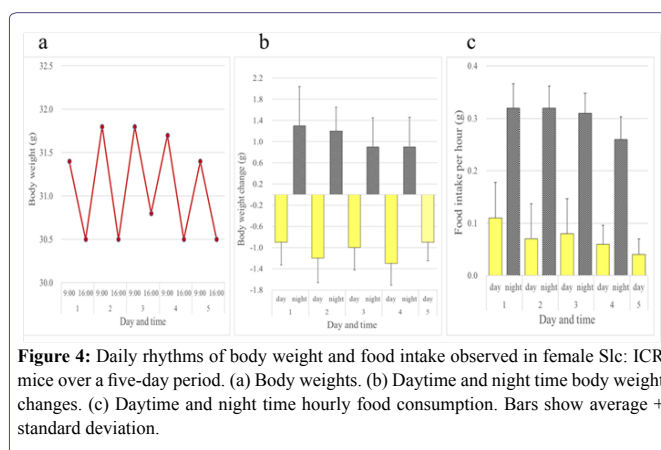 a
b
c
32.5
32.0
31.5
31.0
30.5
30.0
Body weight (g)
9:00 16:00 9:00 16:00 9:00 16:00 9:00 16:00 9:00 16:00
1 2 3 4 5
Day and time
2.2
1.8
1.4
1.0
0.6
0.2
-0.2
-0.6
-1.0
-1.4
-1.8
Body weight change (g)
day night day night day night day night day
1 2 3 4 5
Day and time
0.4
0.3
0.2
0.1
0.0
Food intake per hour (g)
day night day night day night day night day
1 2 3 4 5
Day and time
Figure 4: Daily rhythms of body weight and food intake observed in female Slc: ICR
mice over a five-day period. (a) Body weights. (b) Daytime and night time body weight
changes. (c) Daytime and night time hourly food consumption. Bars show average +
standard deviation.